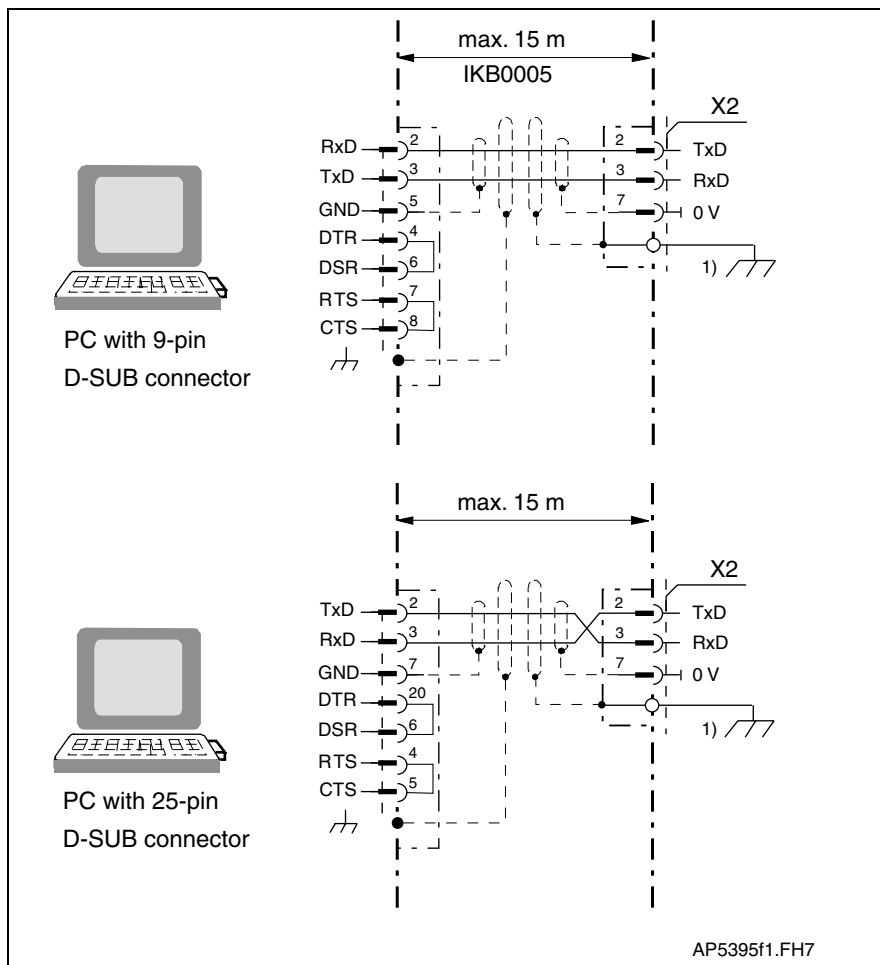 max. 15 m
IKB0005
X2
RxD 2 2 TxD
TxD 3 3 RxD
GND 5 7 0 V
DTR 4
1)
DSR 6
RTS 7
CTS 8
PC with 9-pin
D-SUB connector
max. 15 m
X2
TxD 2 2 TxD
RxD 3 3 RxD
GND 7 7 0 V
DTR 20
1)
DSR 6
RTS 4
CTS 5
PC with 25-pin
D-SUB connector
AP5395f1.FH7